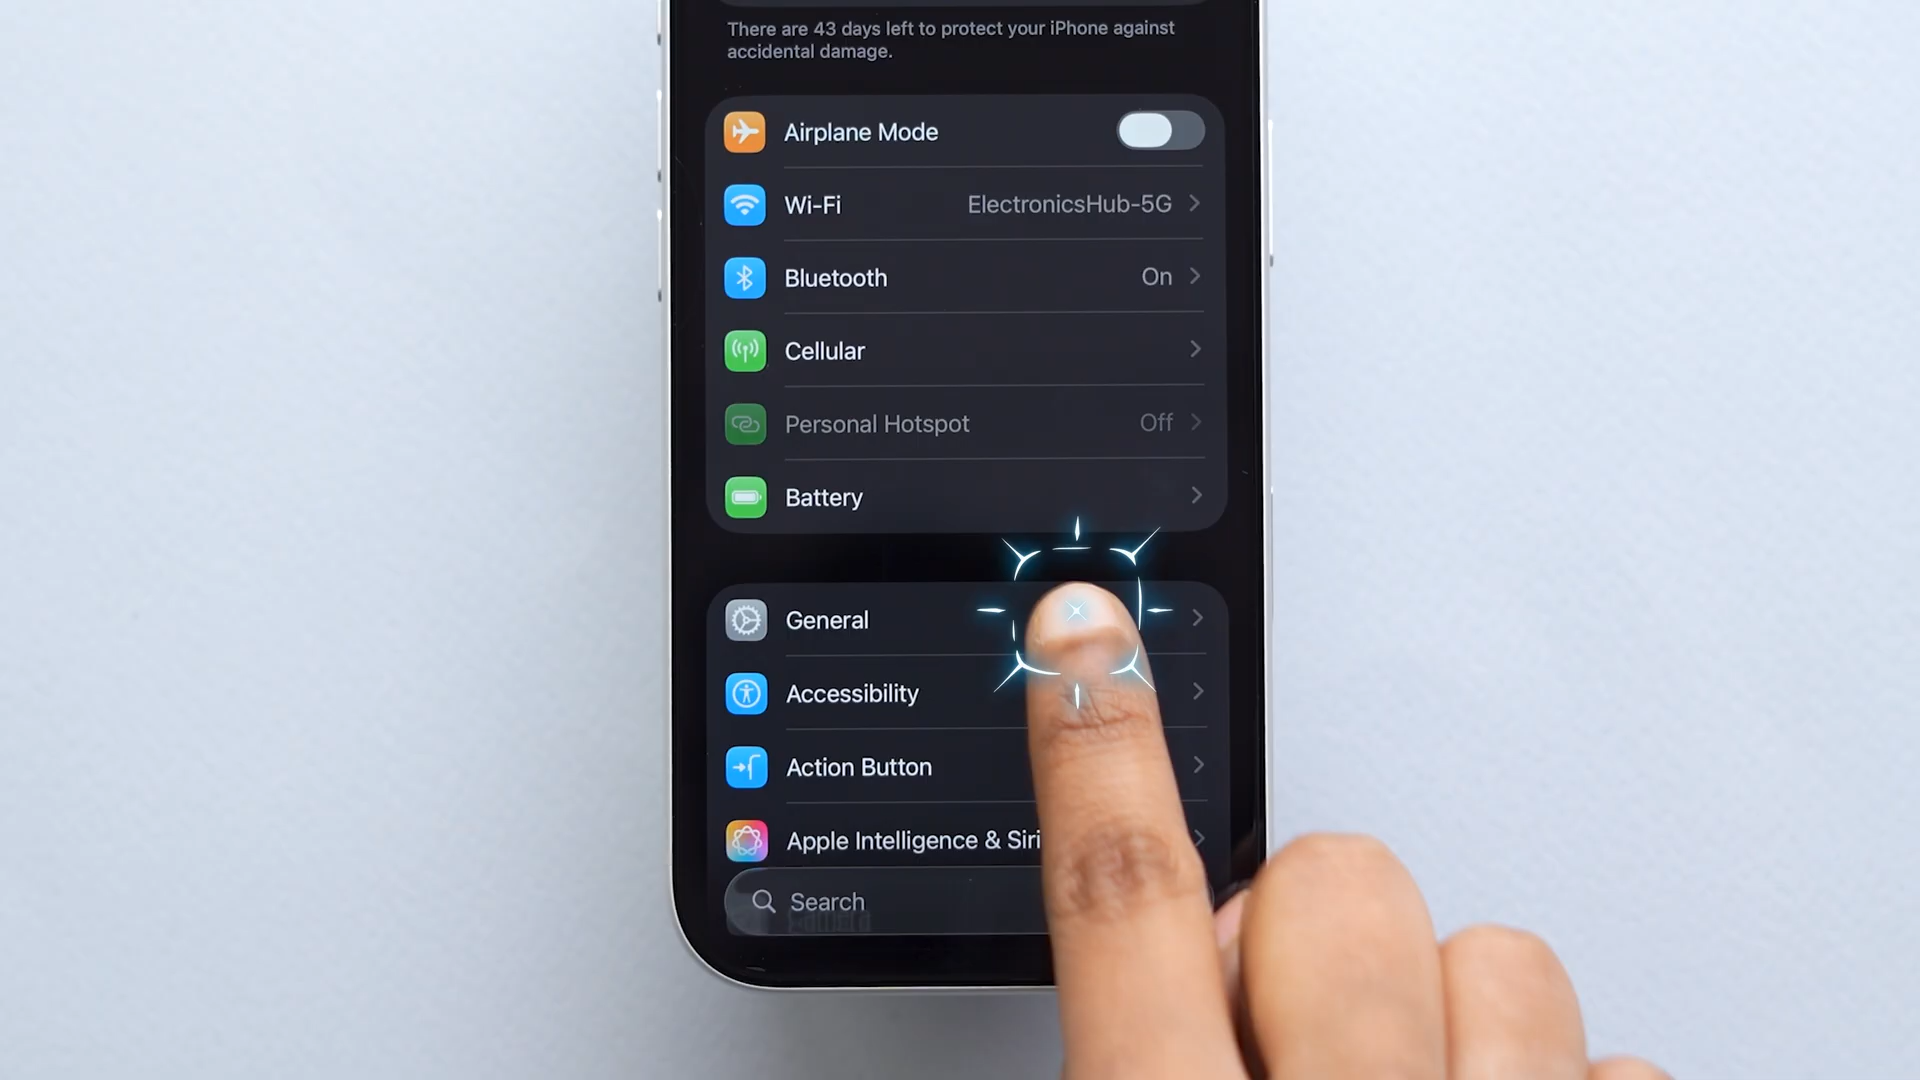 There are 43 days left to protect your iPhone against
accidental damage.
Airplane Mode
Wi-Fi ElectronicsHub-5G
Bluetooth On
Cellular
Personal Hotspot Off
Battery
General
Accessibility
Action Button
Apple Intelligence & Siri
Search